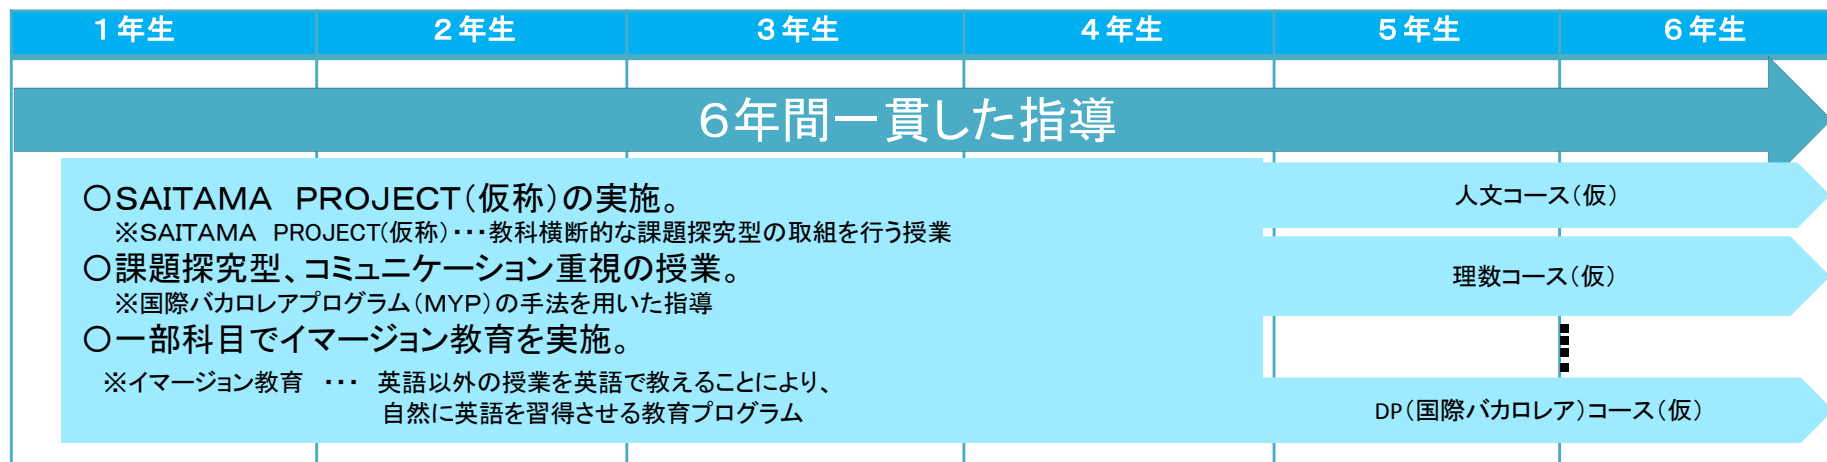 1年生 2年生 3年生 4年生 5年生 6年生
6年間一貫した指導
○SAITAMA PROJECT(仮称)の実施。
※SAITAMA PROJECT(仮称)・・・教科横断的な課題探究型の取組を行う授業
○課題探究型、コミュニケーション重視の授業。
※国際バカロレアプログラム(MYP)の手法を用いた指導
○一部科目でイマージョン教育を実施。
※イマージョン教育 ・・・ 英語以外の授業を英語で教えることにより、
自然に英語を習得させる教育プログラム
人文コース(仮)
理数コース(仮)
DP(国際バカロレア)コース(仮)